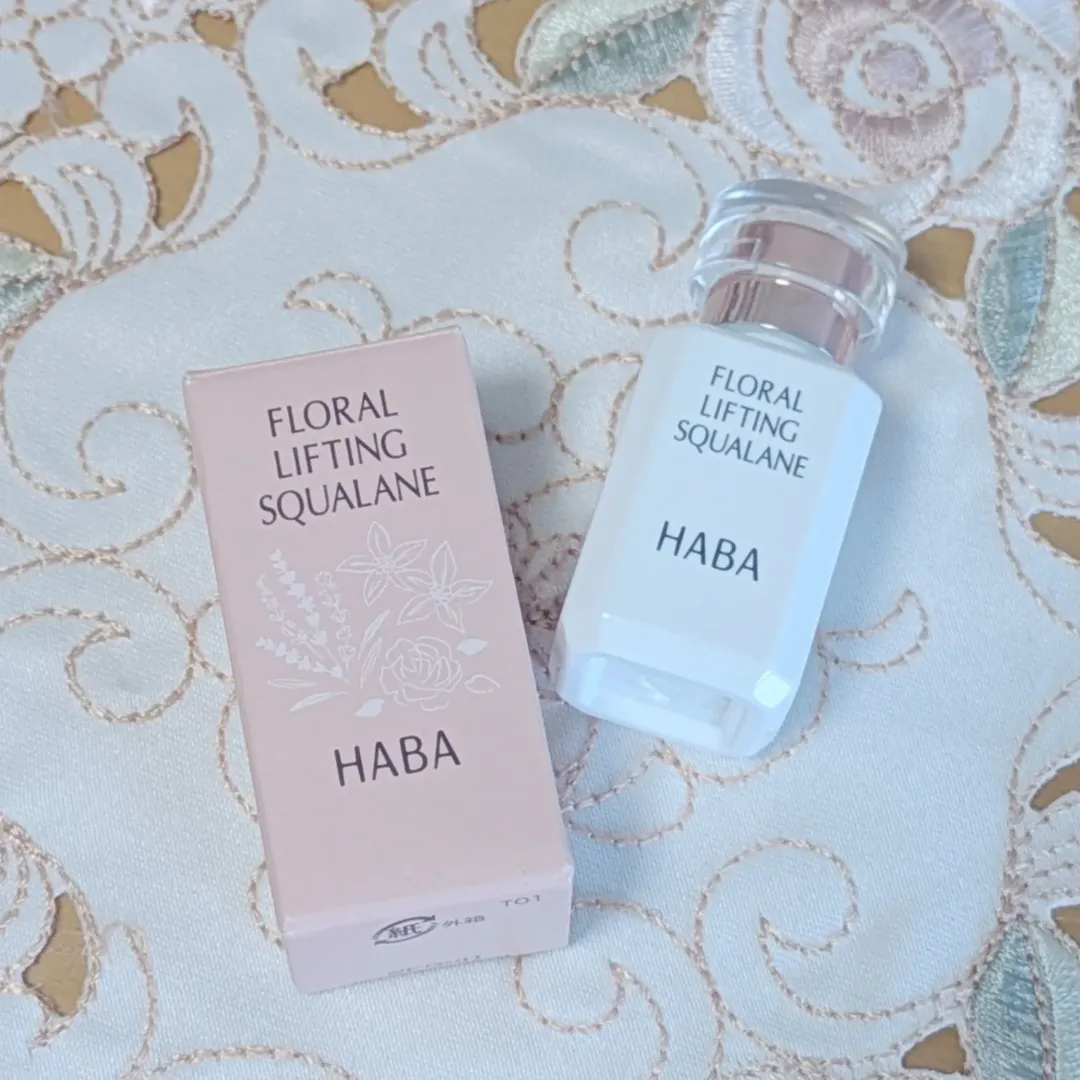 FLORAL
LIFTING
SQUALANE
HABA
紙 外箱
T01
FLORAL
LIFTING
SQUALANE
HABA